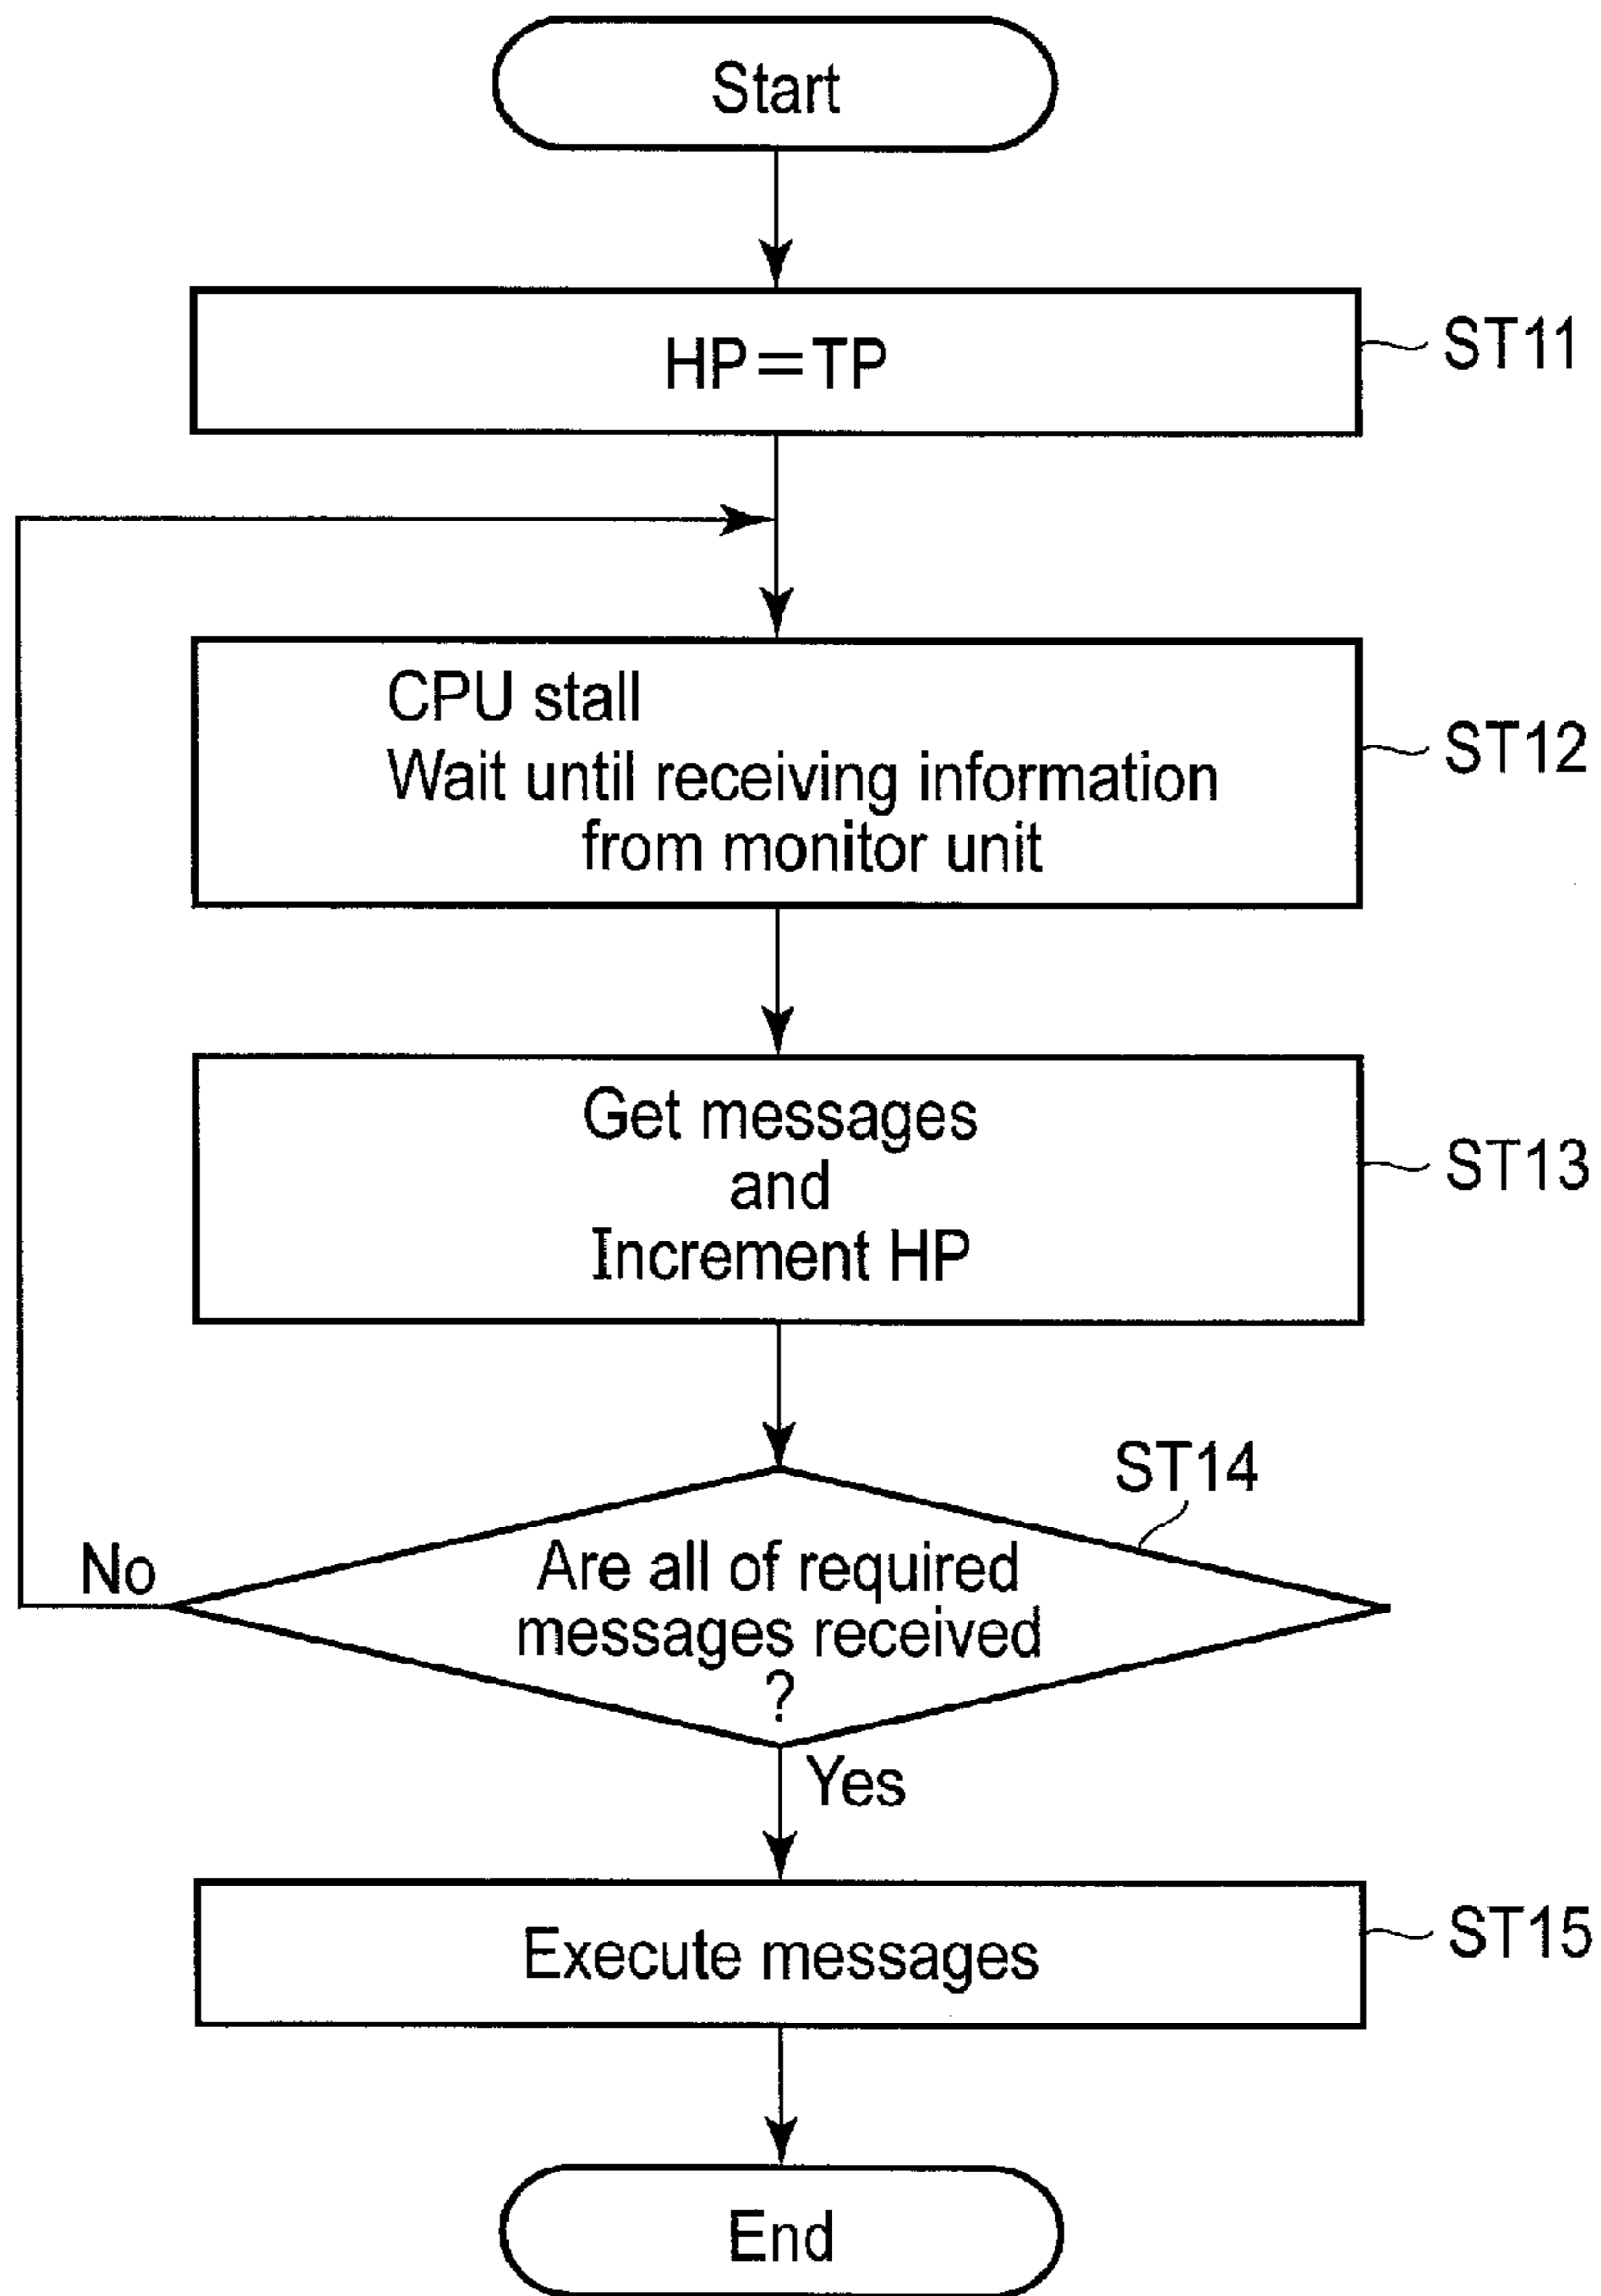 Start
HP=TP
ST11
CPU stall
Wait until receiving information
from monitor unit
ST12
Get messages
and
Increment HP
ST13
ST14
Are all of required
messages received
?
No
Yes
Execute messages
ST15
End